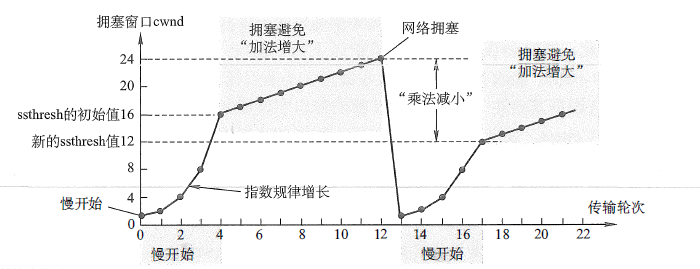 拥塞窗口cwnd
拥塞避免
“加法增大”
网络拥塞
拥塞避免
“加法增大”
“乘法减小”
24
20
ssthresh的初始值16
新的ssthresh值12
8
4
0
指数规律增长
慢开始
传输轮次
0 2 4 6 8 10 12 14 16 18 20 22
慢开始
慢开始